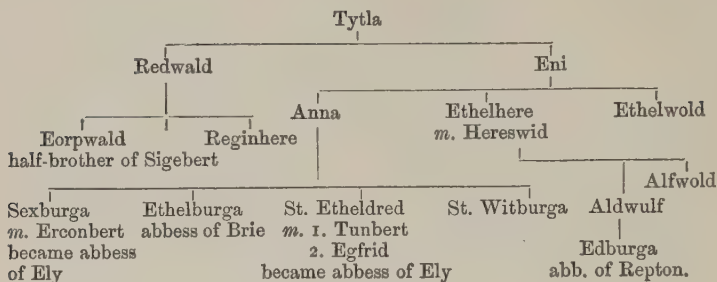 Tytla
Redwald Eni
Anna Ethelhere Ethelwold
m. Hereswid
Eorpwald Reginhere
half-brother of Sigebert
Alfwold
Sexburga Ethelburga St. Etheldred St. Witburga Aldwulf
m. Erconbert abbess of Brie m. 1. Tunbert
became abbess 2. Egfrid Edburga
of Ely became abbess of Ely abb. of Repton.